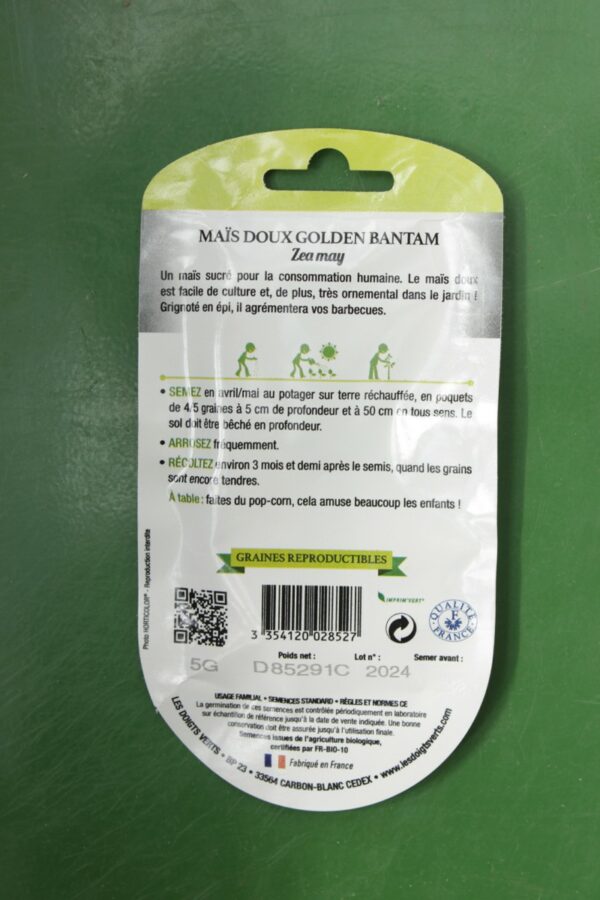 MAÏS DOUX GOLDEN BANTAM
Zea may
Un maïs sucré pour la consommation humaine. Le maïs doux
est facile de culture et, de plus, très ornemental dans le jardin !
Grignoté en épi, il agrémentera vos barbecues.
• SEMEZ en avril/mai au potager sur terre réchauffée, en poquets
de 4/5 graines à 5 cm de profondeur et à 50 cm en tous sens. Le
sol doit être bêché en profondeur.
• ARROSEZ fréquemment.
• RÉCOLTEZ environ 3 mois et demi après le semis, quand les grains
sont encore tendres.
À table : faites du pop-corn, cela amuse beaucoup les enfants !
GRAINES REPRODUCTIBLES
Photo HORTICOLOR® - Reproduction interdite
3 354120 028527
IMPRIM'VERT®
QUALITÉ
F
FRANCE
Poids net : Lot n° : Semer avant :
5G D85291C 2024
USAGE FAMILIAL • SEMENCES STANDARD • RÈGLES ET NORMES CE
La germination de ces semences est contrôlée périodiquement en laboratoire
sur échantillon de référence jusqu'à la date de vente indiquée. Une bonne
conservation doit être assurée jusqu'à l'utilisation finale.
Semences issues de l'agriculture biologique,
certifiées par FR-BIO-10
Fabriqué en France
LES DOIGTS VERTS • BP 23 • 33564 CARBON-BLANC CEDEX • www.lesdoigtsverts.com